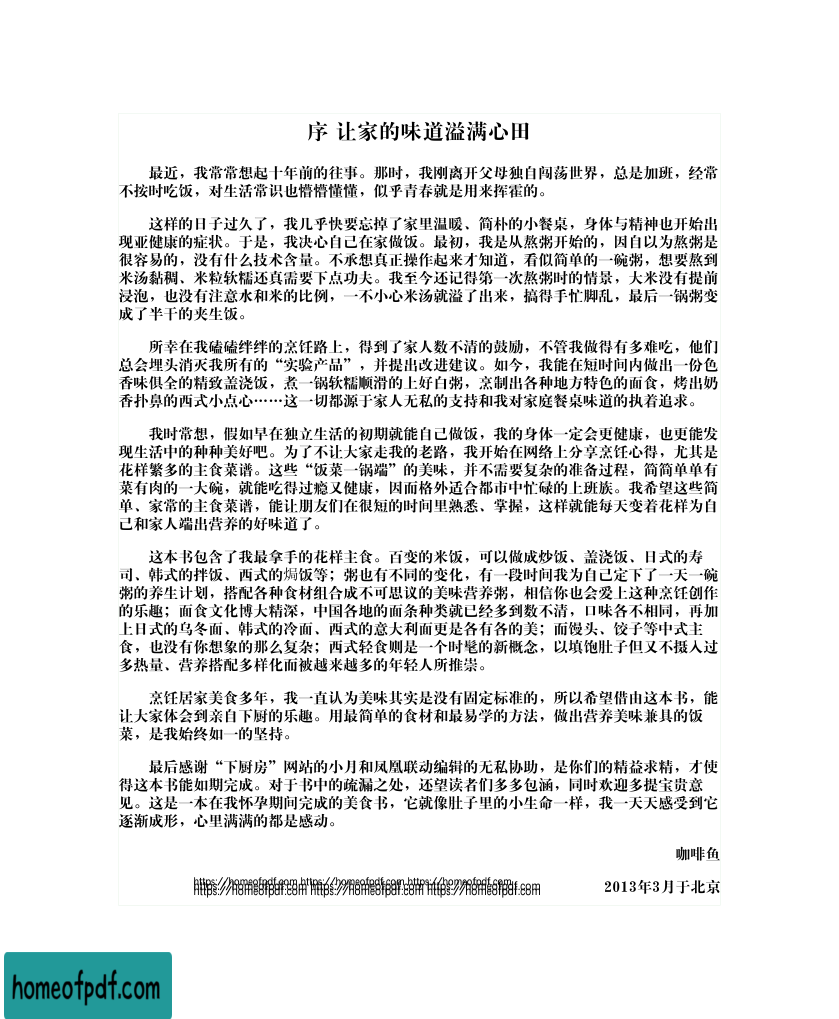 序 让家的味道溢满心田
最近，我常常想起十年前的往事。那时，我刚离开父母独自闯荡世界，总是加班，经常
不按时吃饭，对生活常识也懵懵懂懂，似乎青春就是用来挥霍的。
这样的日子过久了，我几乎快要忘掉了家里温暖、简朴的小餐桌，身体与精神也开始出
现亚健康的症状。于是，我决心自己在家做饭。最初，我是从熬粥开始的，因自以为熬粥是
很容易的，没有什么技术含量。不承想真正操作起来才知道，看似简单的一碗粥，想要熬到
米汤黏稠、米粒软糯还真需要下点功夫。我至今还记得第一次熬粥时的情景，大米没有提前
浸泡，也没有注意水和米的比例，一不小心米汤就溢了出来，搞得手忙脚乱，最后一锅粥变
成了半干的夹生饭。
所幸在我磕磕绊绊的烹饪路上，得到了家人数不清的鼓励，不管我做得有多难吃，他们
总会埋头消灭我所有的“实验产品”，并提出改进建议。如今，我能在短时间内做出一份色
香味俱全的精致盖浇饭，煮一锅软糯顺滑的上好白粥，烹制出各种地方特色的面食，烤出奶
香扑鼻的西式小点心……这一切都源于家人无私的支持和我对家庭餐桌味道的执着追求。
我时常想，假如早在独立生活的初期就能自己做饭，我的身体一定会更健康，也更能发
现生活中的种种美好吧。为了不让大家走我的老路，我开始在网络上分享烹饪心得，尤其是
花样繁多的主食菜谱。这些“饭菜一锅端”的美味，并不需要复杂的准备过程，简简单单有
菜有肉的一大碗，就能吃得过瘾又健康，因而格外适合都市中忙碌的上班族。我希望这些简
单、家常的主食菜谱，能让朋友们在很短的时间里熟悉、掌握，这样就能每天变着花样为自
己和家人端出营养的好味道了。
这本书包含了我最拿手的花样主食。百变的米饭，可以做成炒饭、盖浇饭、日式的寿
司、韩式的拌饭、西式的焗饭等；粥也有不同的变化，有一段时间我为自己定下了一天一碗
粥的养生计划，搭配各种食材组合成不可思议的美味营养粥，相信你也会爱上这种烹饪创作
的乐趣；面食文化博大精深，中国各地的面条种类就已经多到数不清，口味各不相同，再加
上日式的乌冬面、韩式的冷面、西式的意大利面更是各有各的美；而馒头、饺子等中式主
食，也没有你想象的那么复杂；西式轻食则是一个时髦的新概念，以填饱肚子但又不摄入过
多热量、营养搭配多样化而被越来越多的年轻人所推崇。
烹饪居家美食多年，我一直认为美味其实是没有固定标准的，所以希望借由这本书，能
让大家体会到亲自下厨的乐趣。用最简单的食材和最易学的方法，做出营养美味兼具的饭
菜，是我始终如一的坚持。
最后感谢“下厨房”网站的小月和凤凰联动编辑的无私协助，是你们的精益求精，才使
得这本书能如期完成。对于书中的疏漏之处，还望读者们多多包涵，同时欢迎多提宝贵意
见。这是一本在我怀孕期间完成的美食书，它就像肚子里的小生命一样，我一天天感受到它
逐渐成形，心里满满的都是感动。
咖啡鱼
https://homeofpdf.com https://homeofpdf.com https://homeofpdf.com
https://homeofpdf.com https://homeofpdf.com https://homeofpdf.com
2013年3月于北京
homeofpdf.com